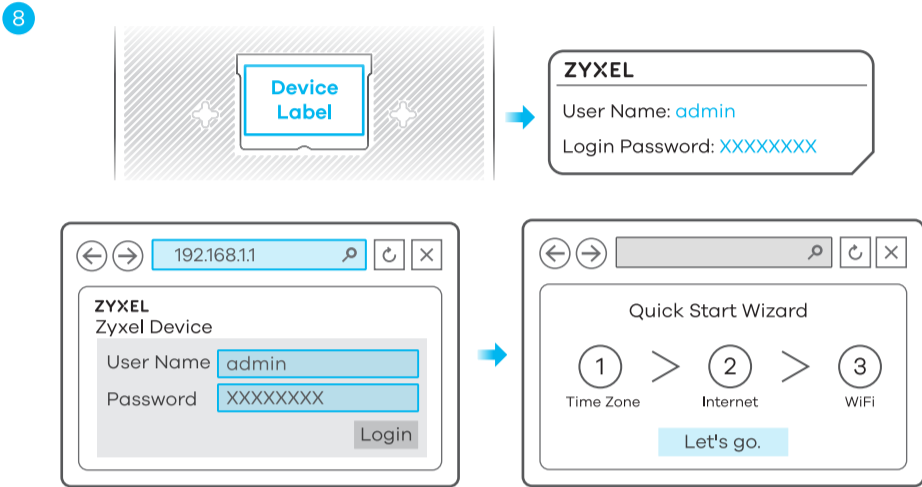 8
Device
Label
ZYXEL
User Name: admin
Login Password: XXXXXXXX
192.168.1.1
ZYXEL
Zyxel Device
User Name admin
Password XXXXXXXX
Login
Quick Start Wizard
1 > 2 > 3
Time Zone Internet WiFi
Let's go.